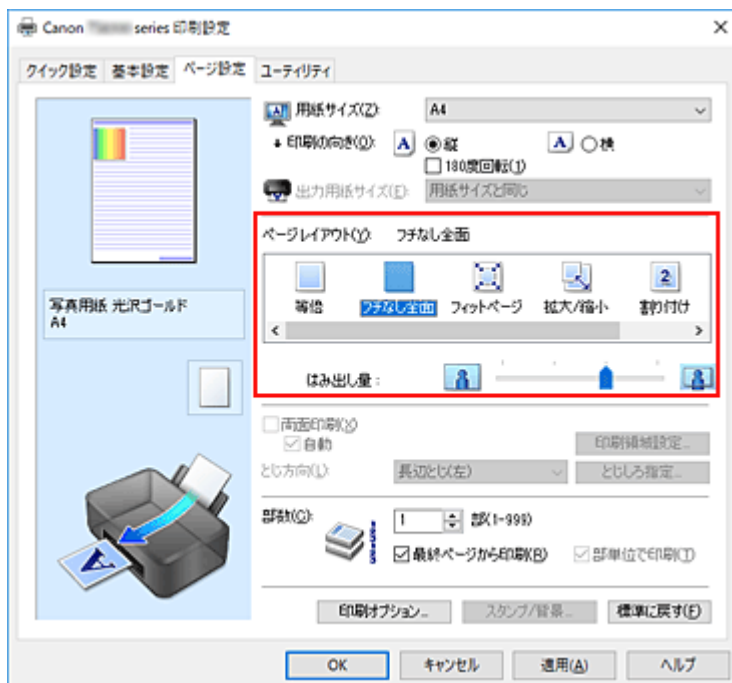 Canon series 印刷設定
クイック設定 基本設定 ページ設定 ユーティリティ
用紙サイズ(Z): A4
印刷の向き(O): A 縦 A 横
180度回転(1)
出力用紙サイズ(E): 用紙サイズと同じ
ページレイアウト(Y): フチなし全面
等倍 フチなし全面 フィットページ 拡大/縮小 割り付け
はみ出し量:
写真用紙 光沢ゴールド
A4
両面印刷(X)
自動 印刷領域設定...
とじ方向(L): 長辺とじ(左) とじしろ指定...
部数(C): 1 部(1-999)
最終ページから印刷(R) 部単位で印刷(T)
印刷オプション... スタンプ/背景... 標準に戻す(F)
OK キャンセル 適用(A) ヘルプ